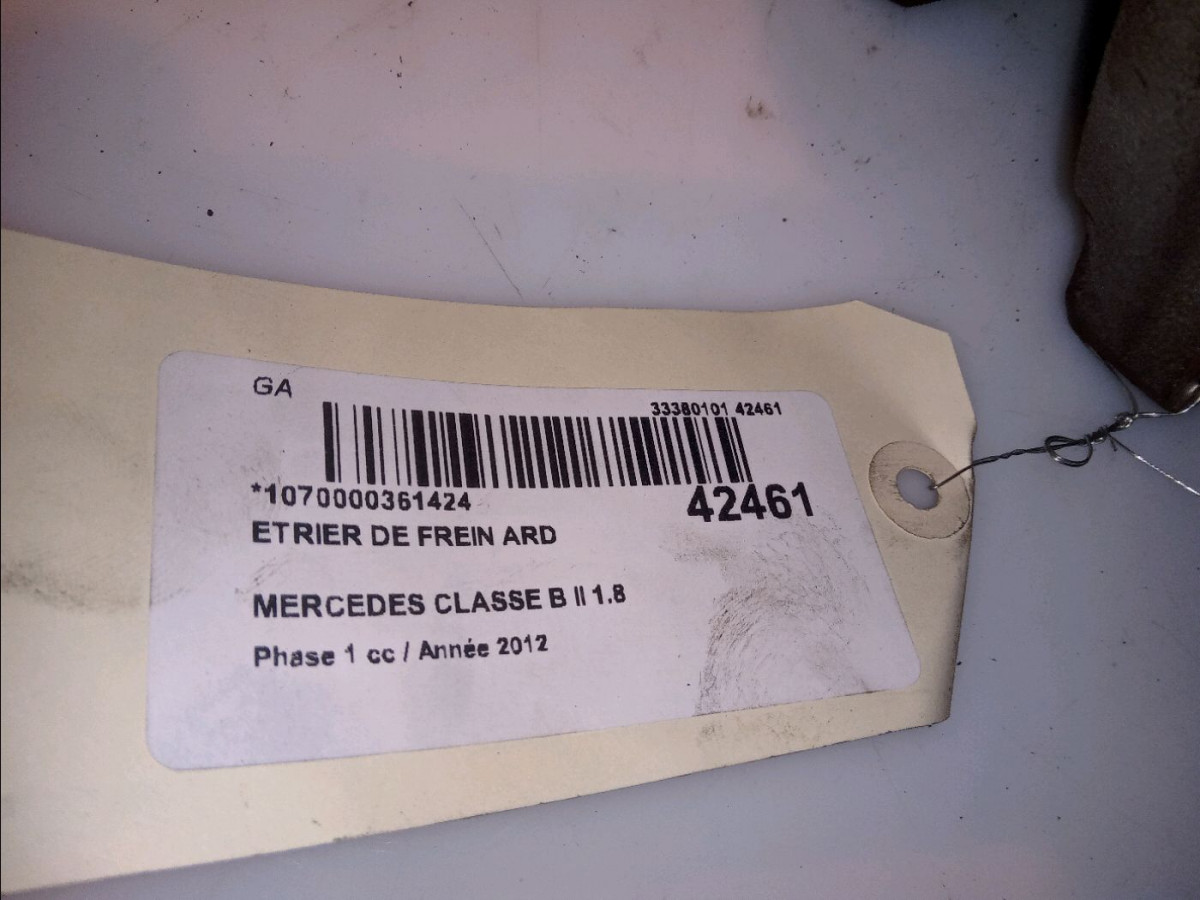 GA
33380101 42461
*1070000361424
42461
ETRIER DE FREIN ARD
MERCEDES CLASSE B II 1.8
Phase 1 cc / Année 2012